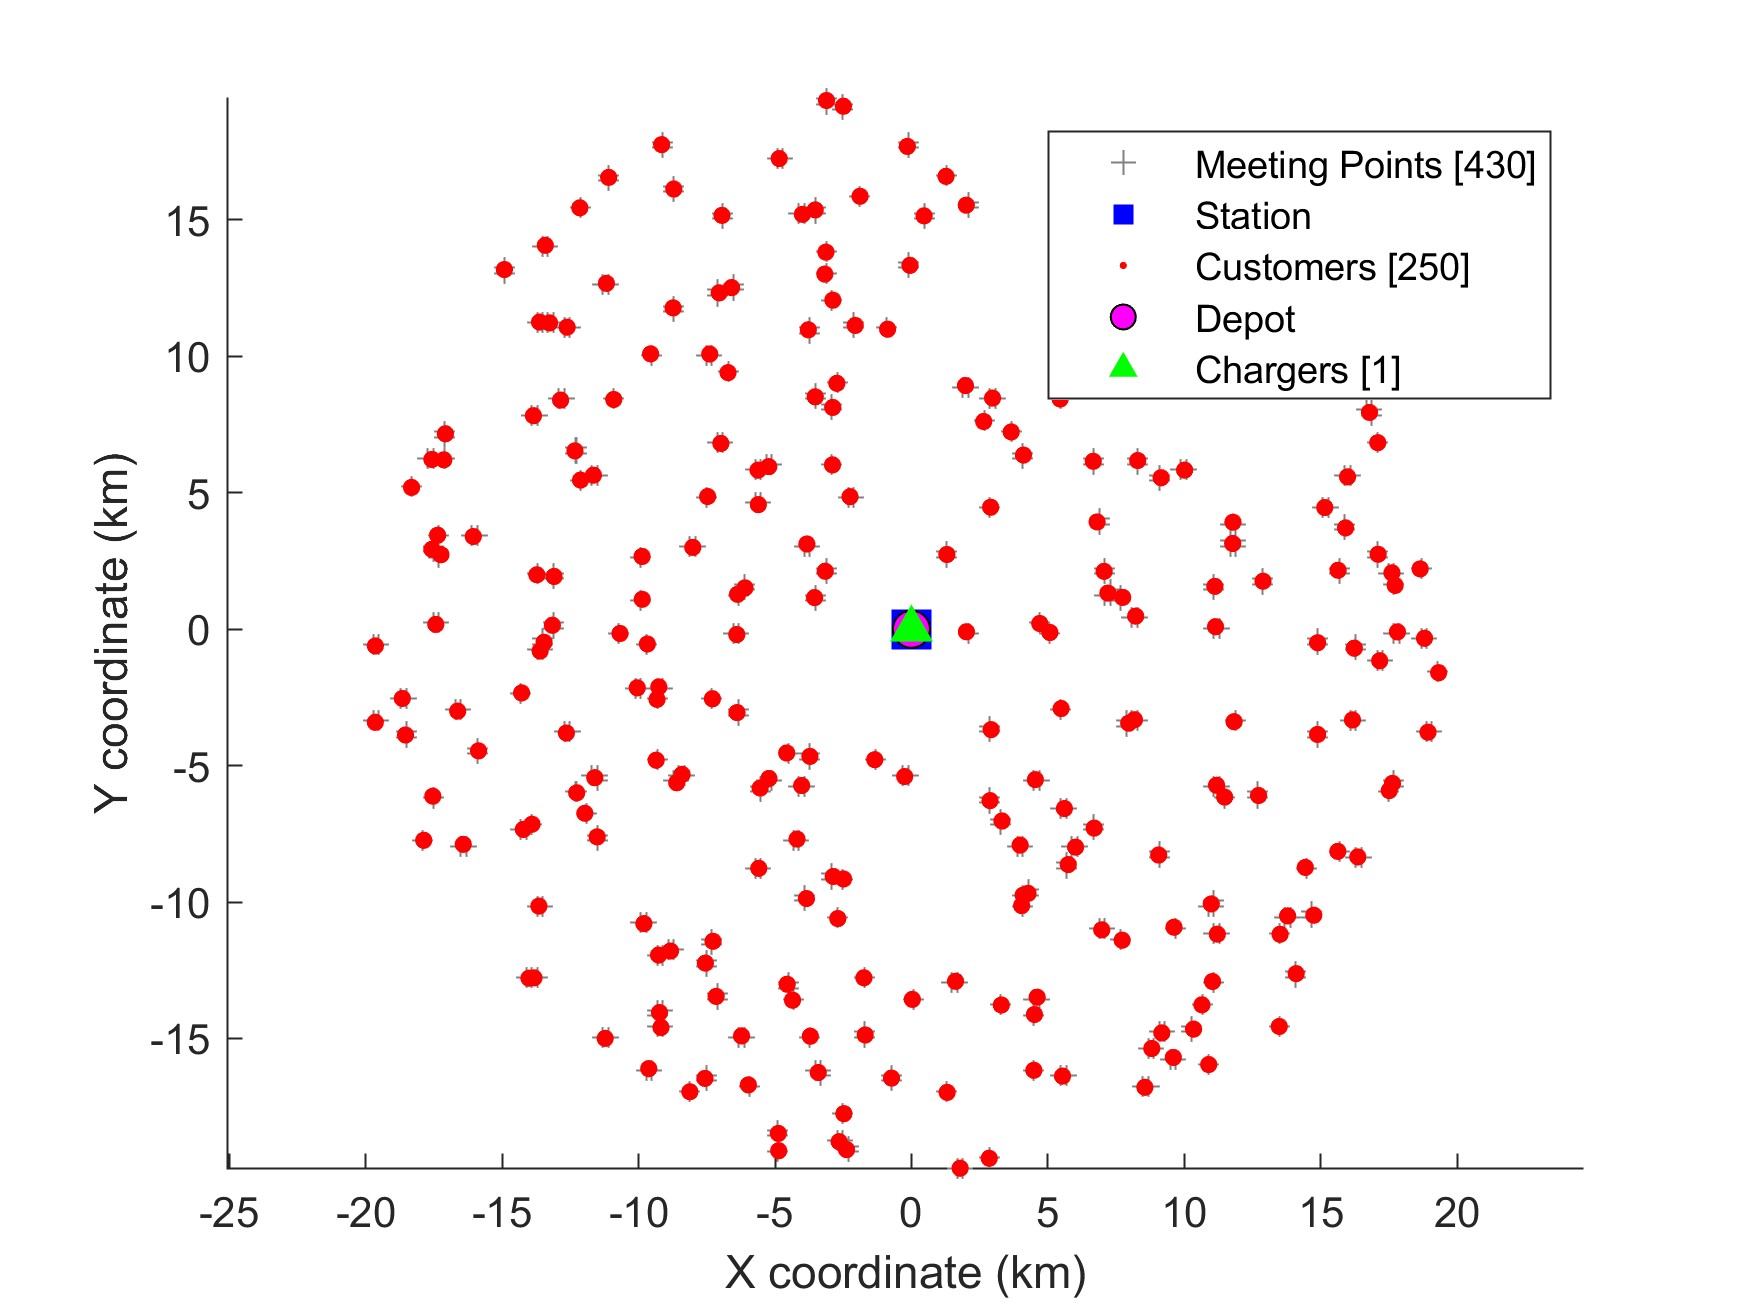 Meeting Points [430]
Station
Customers [250]
Depot
Chargers [1]
15
10
5
0
-5
-10
-15
Y coordinate (km)
-25 -20 -15 -10 -5 0 5 10 15 20
X coordinate (km)